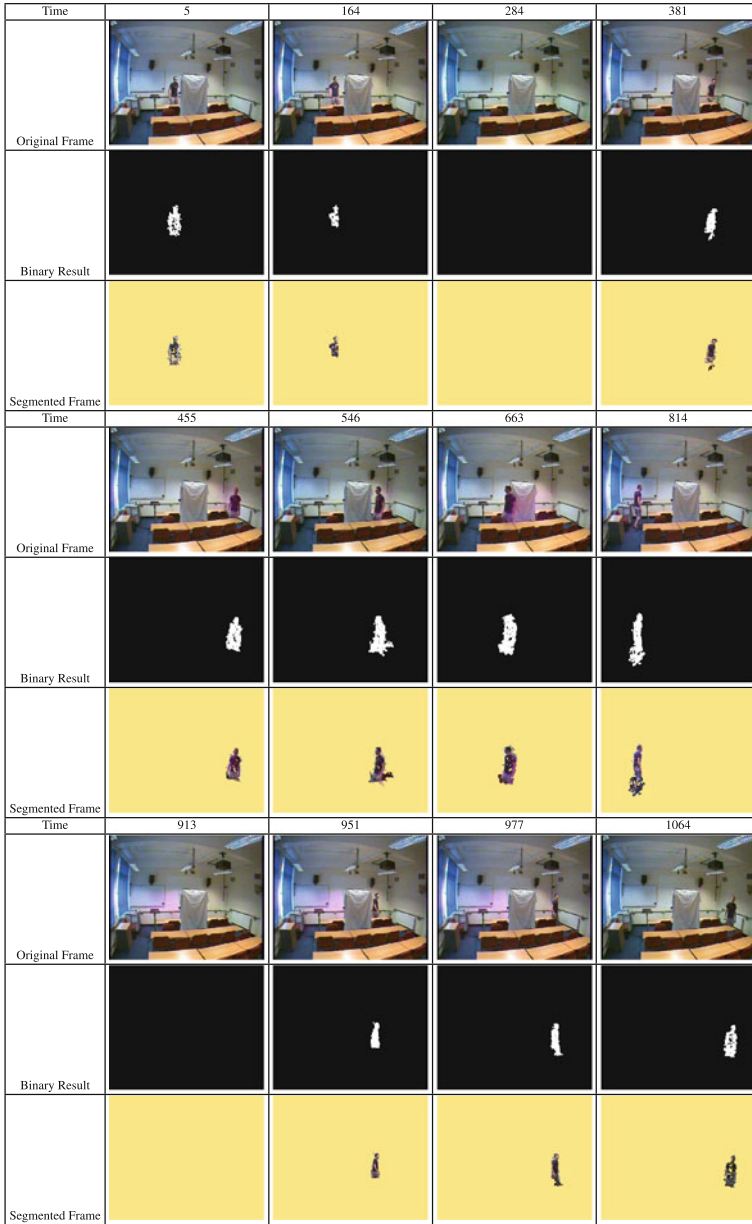 Time 5 164 284 381
Original Frame
Binary Result
Segmented Frame
Time 455 546 663 814
Original Frame
Binary Result
Segmented Frame
Time 913 951 977 1064
Original Frame
Binary Result
Segmented Frame